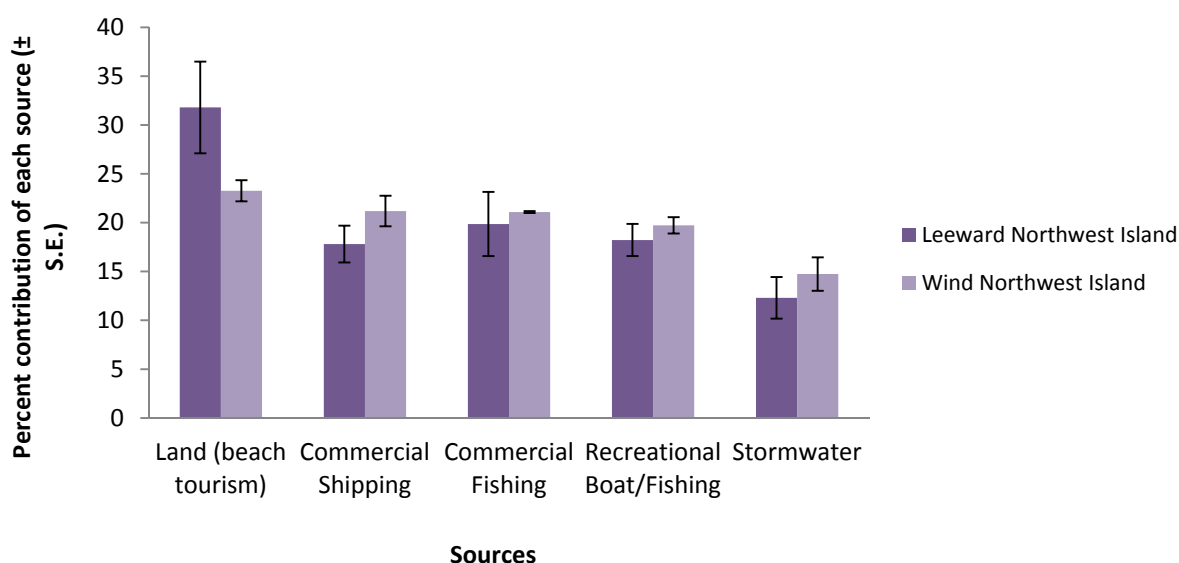 Percent contribution of each source (±
S.E.)
40
35
30
25
20
15
10
5
0
Land (beach
tourism)
Commercial
Shipping
Commercial
Fishing
Recreational
Boat/Fishing
Stormwater
Sources
Leeward Northwest Island
Wind Northwest Island